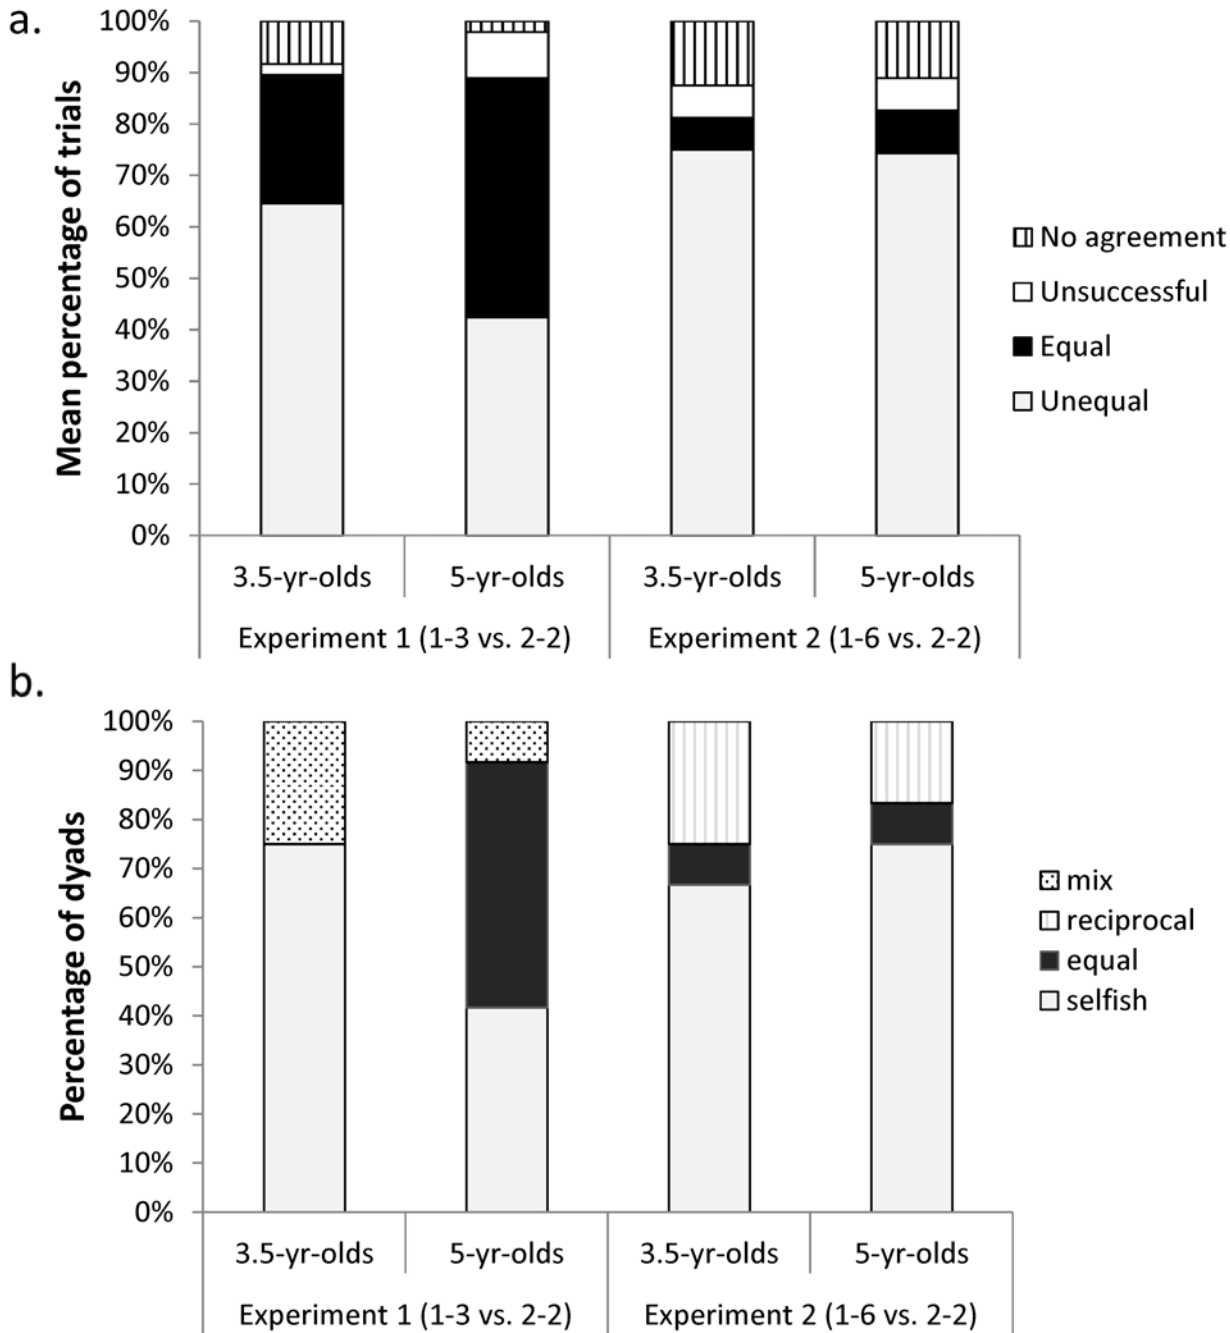 a.
Mean percentage of trials
100%
90%
80%
70%
60%
50%
40%
30%
20%
10%
0%
No agreement
Unsuccessful
Equal
Unequal
3.5-yr-olds 5-yr-olds 3.5-yr-olds 5-yr-olds
Experiment 1 (1-3 vs. 2-2) Experiment 2 (1-6 vs. 2-2)
b.
Percentage of dyads
100%
90%
80%
70%
60%
50%
40%
30%
20%
10%
0%
mix
reciprocal
equal
selfish
3.5-yr-olds 5-yr-olds 3.5-yr-olds 5-yr-olds
Experiment 1 (1-3 vs. 2-2) Experiment 2 (1-6 vs. 2-2)